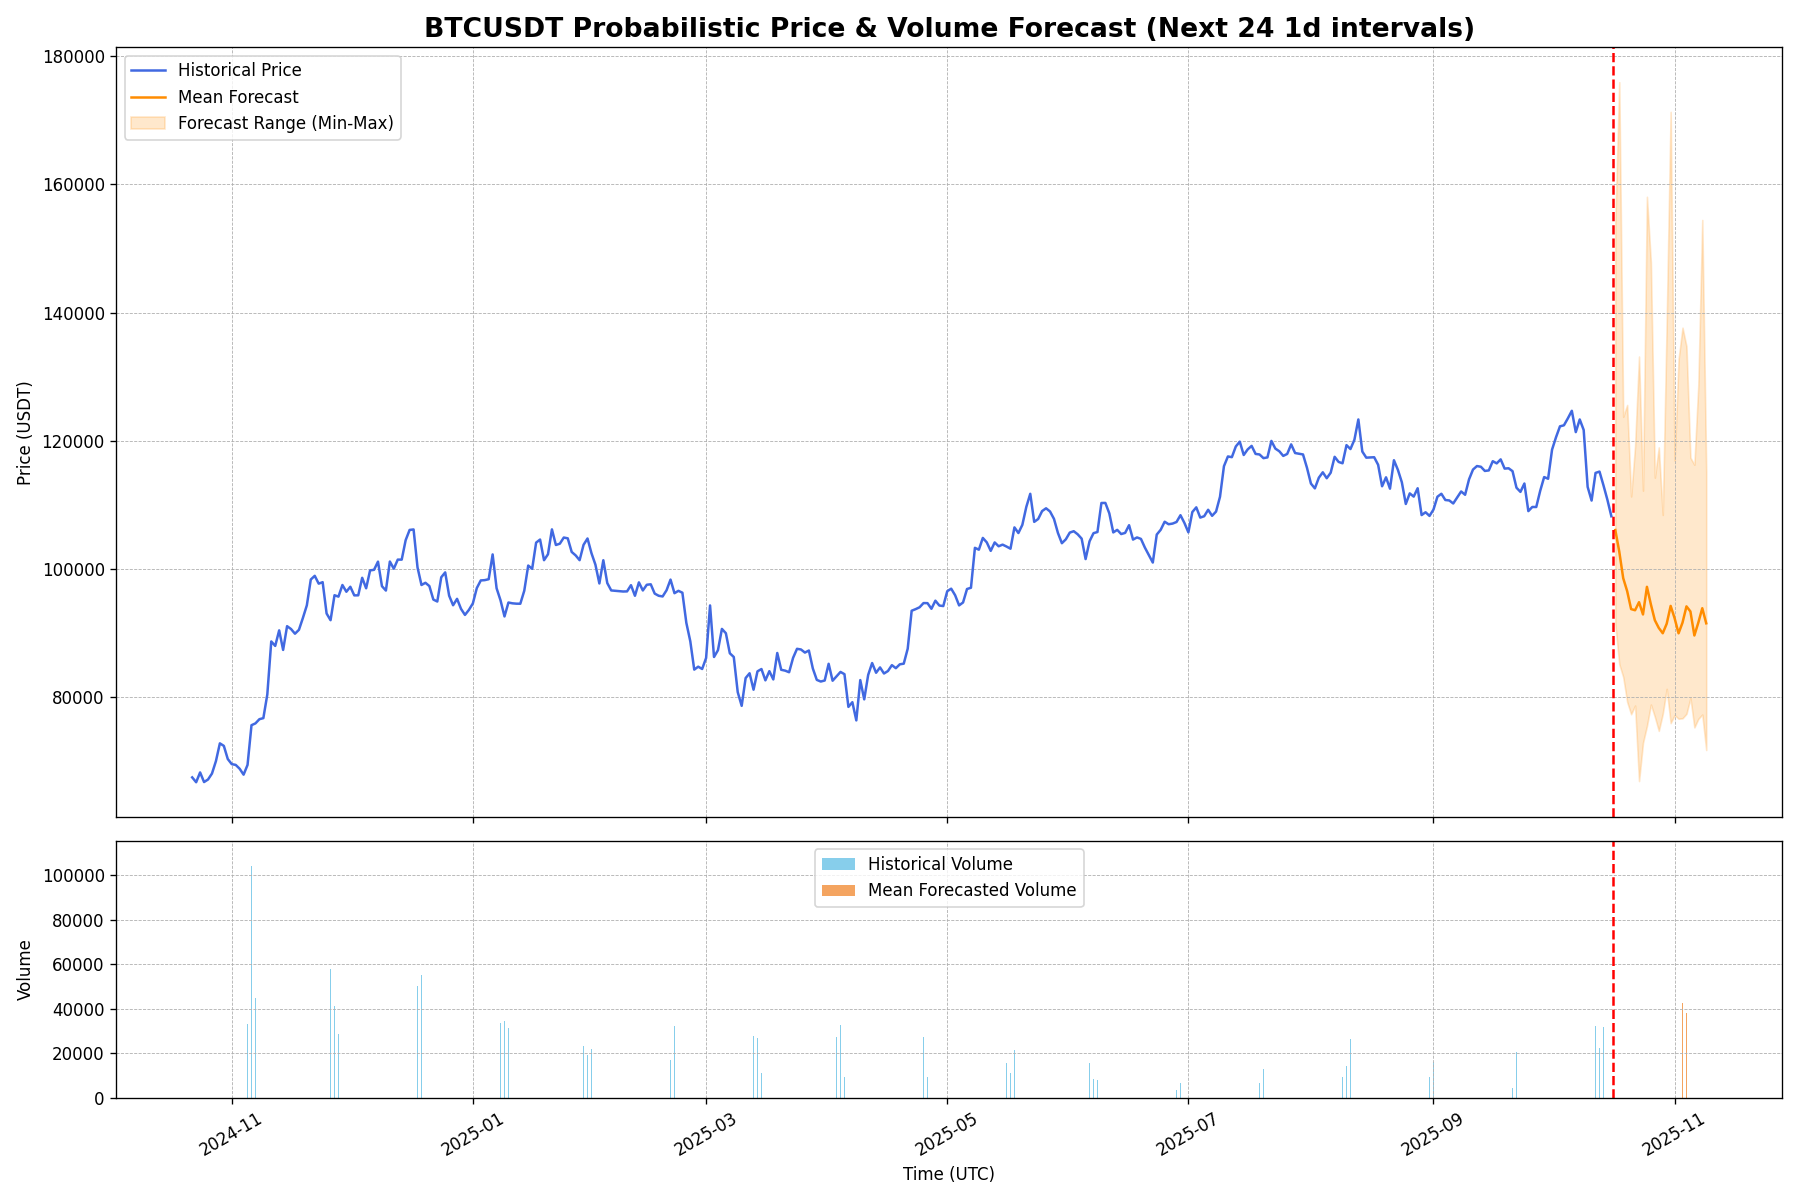 BTCUSDT Probabilistic Price & Volume Forecast (Next 24 1d intervals)
Historical Price
Mean Forecast
Forecast Range (Min-Max)
Price (USDT)
180000
160000
140000
120000
100000
80000
Historical Volume
Mean Forecasted Volume
Volume
100000
80000
60000
40000
20000
0
2024-11
2025-01
2025-03
2025-05
2025-07
2025-09
2025-11
Time (UTC)